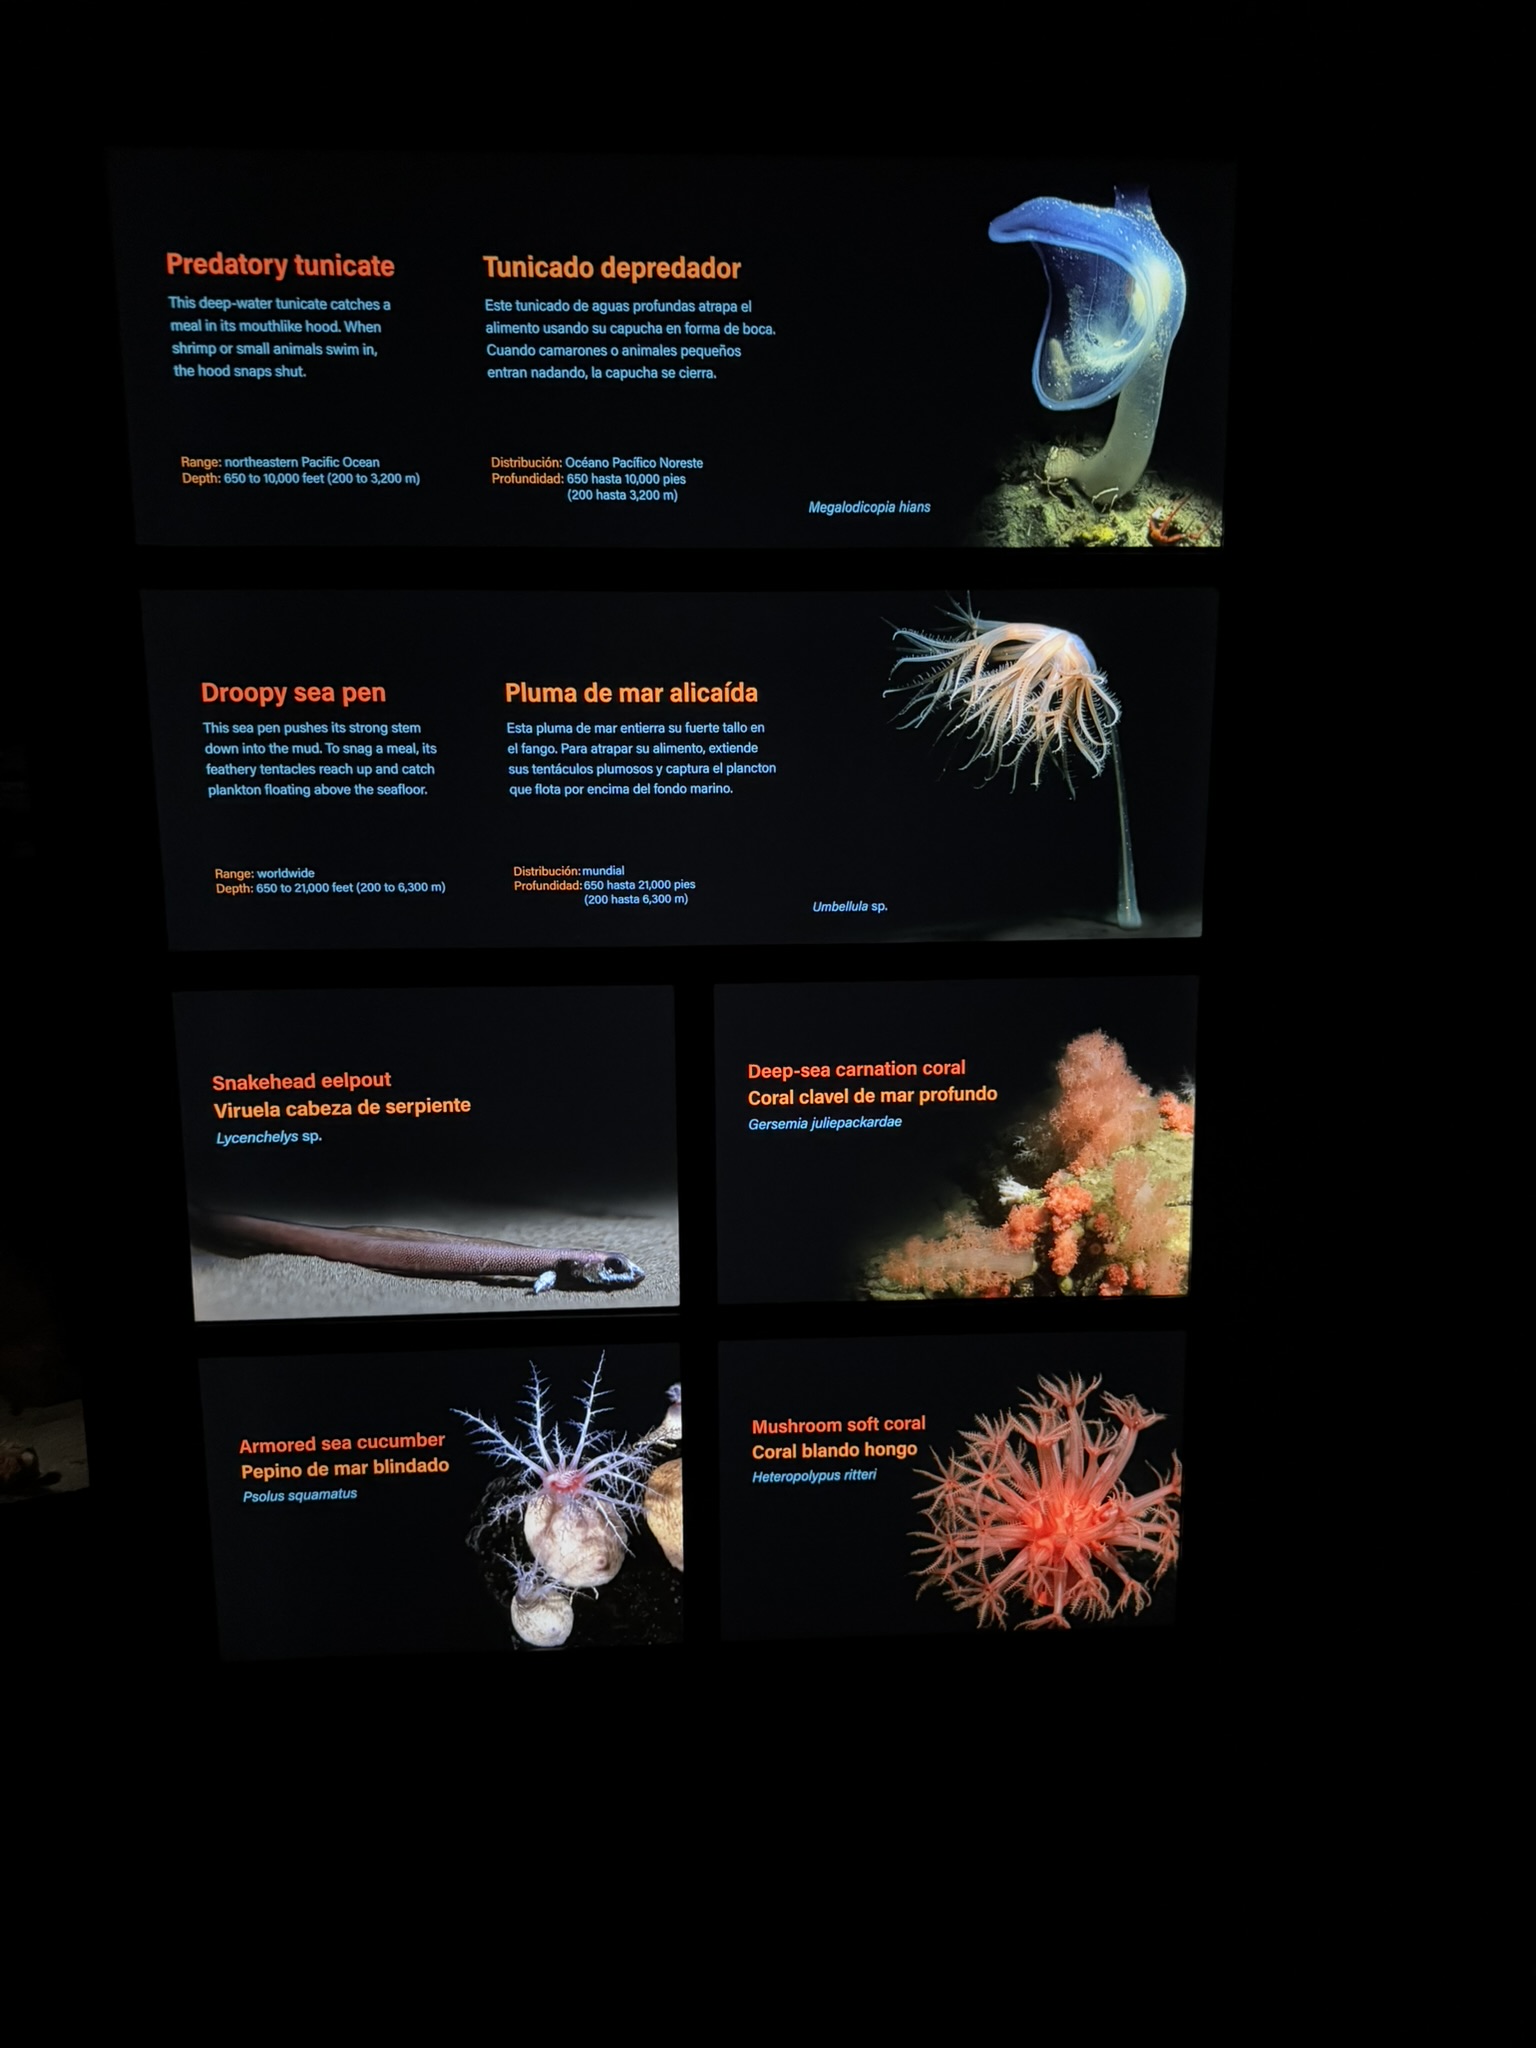 Predatory tunicate
This deep-water tunicate catches a
meal in its mouthlike hood. When
shrimp or small animals swim in,
the hood snaps shut.
Range: northeastern Pacific Ocean
Depth: 650 to 10,000 feet (200 to 3,200 m)
Tunicado depredador
Este tunicado de aguas profundas atrapa el
alimento usando su capucha en forma de boca.
Cuando camarones o animales pequeños
entran nadando, la capucha se cierra.
Distribución: Océano Pacífico Noreste
Profundidad: 650 hasta 10,000 pies
(200 hasta 3,200 m)
Megalodicopia hians
Droopy sea pen
This sea pen pushes its strong stem
down into the mud. To snag a meal, its
feathery tentacles reach up and catch
plankton floating above the seafloor.
Range: worldwide
Depth: 650 to 21,000 feet (200 to 6,300 m)
Pluma de mar alicaída
Esta pluma de mar entierra su fuerte tallo en
el fango. Para atrapar su alimento, extiende
sus tentáculos plumosos y captura el plancton
que flota por encima del fondo marino.
Distribución: mundial
Profundidad: 650 hasta 21,000 pies
(200 hasta 6,300 m)
Umbellula sp.
Snakehead eelpout
Viruela cabeza de serpiente
Lycenchelys sp.
Deep-sea carnation coral
Coral clavel de mar profundo
Gersemia juliepackardae
Armored sea cucumber
Pepino de mar blindado
Psolus squamatus
Mushroom soft coral
Coral blando hongo
Heteropolypus ritteri